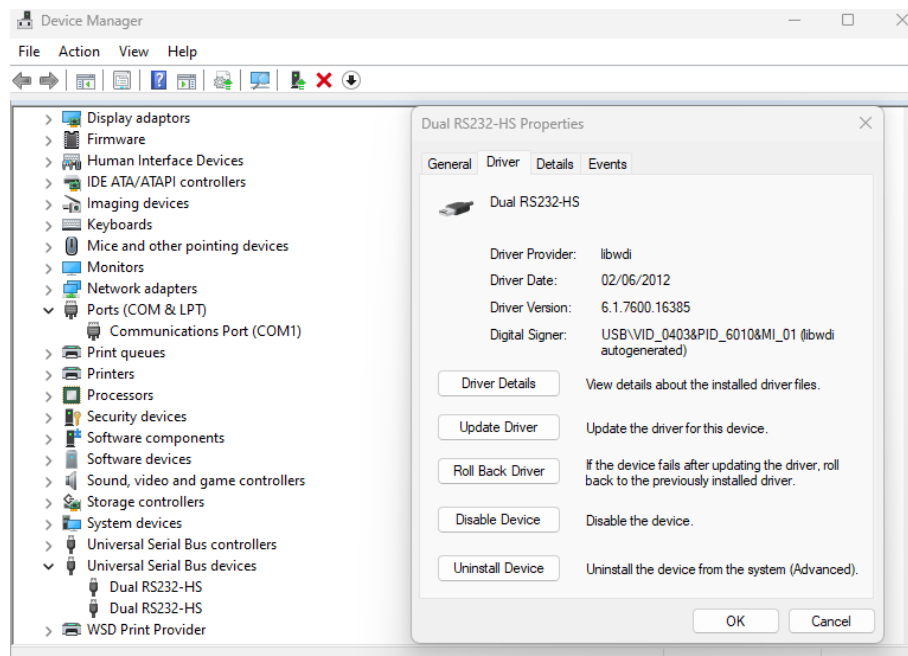 Device Manager
File Action View Help
Display adaptors
Firmware
Human Interface Devices
IDE ATA/ATAPI controllers
Imaging devices
Keyboards
Mice and other pointing devices
Monitors
Network adapters
Ports (COM & LPT)
Communications Port (COM1)
Print queues
Printers
Processors
Security devices
Software components
Software devices
Sound, video and game controllers
Storage controllers
System devices
Universal Serial Bus controllers
Universal Serial Bus devices
Dual RS232-HS
Dual RS232-HS
WSD Print Provider
Dual RS232-HS Properties
General Driver Details Events
Dual RS232-HS
Driver Provider: libwdi
Driver Date: 02/06/2012
Driver Version: 6.1.7600.16385
Digital Signer: USB\VID_0403&PID_6010&MI_01 (libwdi
autogenerated)
Driver Details View details about the installed driver files.
Update Driver Update the driver for this device.
Roll Back Driver If the device fails after updating the driver, roll
back to the previously installed driver.
Disable Device Disable the device.
Uninstall Device Uninstall the device from the system (Advanced).
OK Cancel